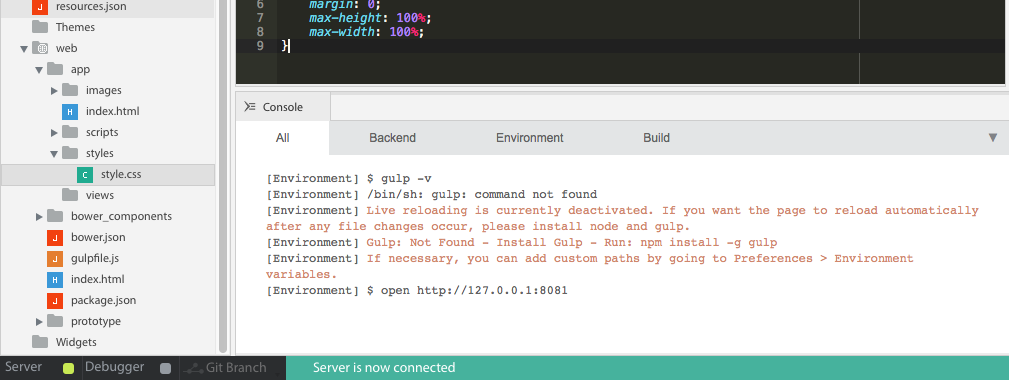 resources.json
Themes
web
app
images
index.html
scripts
styles
style.css
views
bower_components
bower.json
gulpfile.js
index.html
package.json
prototype
Widgets
6 margin: 0;
7 max-height: 100%;
8 max-width: 100%;
9 }
Console
All Backend Environment Build
[Environment] $ gulp -v
[Environment] /bin/sh: gulp: command not found
[Environment] Live reloading is currently deactivated. If you want the page to reload automatically
after any file changes occur, please install node and gulp.
[Environment] Gulp: Not Found - Install Gulp - Run: npm install -g gulp
[Environment] If necessary, you can add custom paths by going to Preferences > Environment
variables.
[Environment] $ open http://127.0.0.1:8081
Server Debugger Git Branch Server is now connected